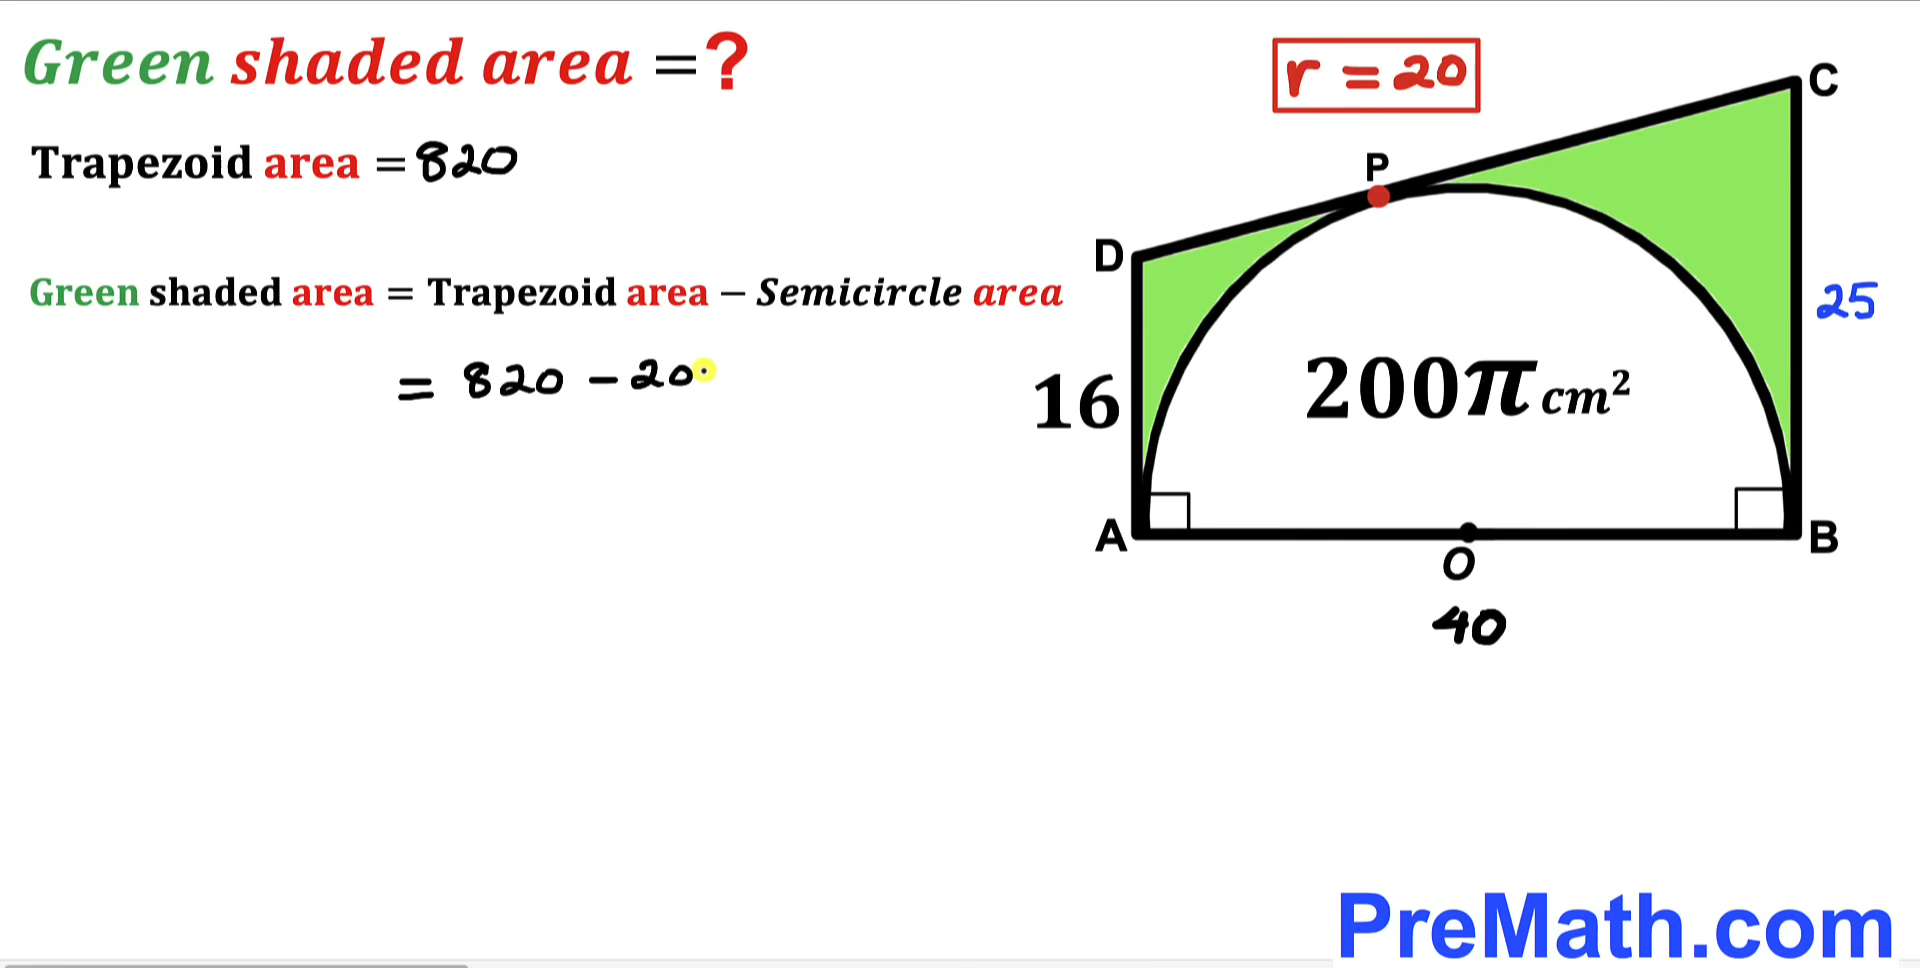 Green shaded area =?
Trapezoid area = 820
Green shaded area = Trapezoid area − Semicircle area
= 820 − 20
r = 20
C
P
D
25
16
200π cm²
A
B
O
40
PreMath.com